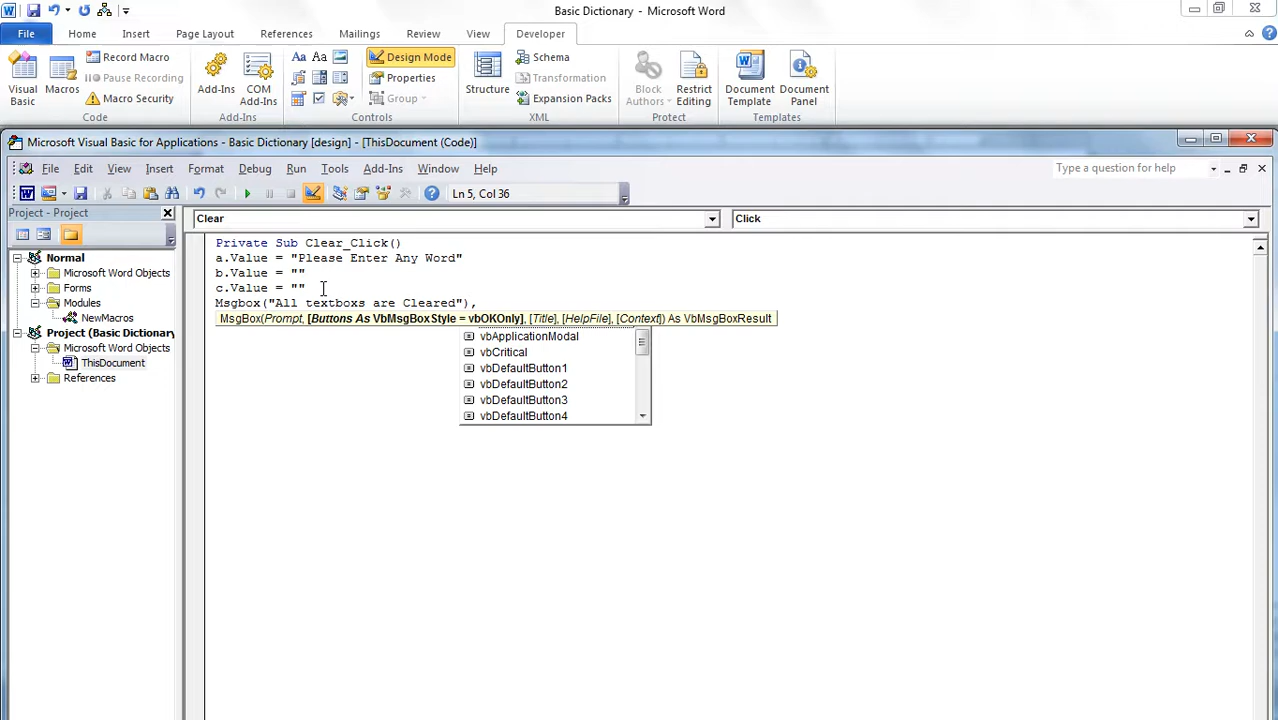 Basic Dictionary - Microsoft Word
File Home Insert Page Layout References Mailings Review View Developer
Visual Basic
Macros
Record Macro
Pause Recording
Macro Security
Code
Add-Ins
COM Add-Ins
Add-Ins
Aa Aa
Design Mode
Properties
Group
Controls
Structure
Schema
Transformation
Expansion Packs
XML
Block Authors
Restrict Editing
Protect
Document Template
Document Panel
Templates
Microsoft Visual Basic for Applications - Basic Dictionary [design] - [ThisDocument (Code)]
File Edit View Insert Format Debug Run Tools Add-Ins Window Help
Type a question for help
Ln 5, Col 36
Project - Project
Normal
Microsoft Word Objects
Forms
Modules
NewMacros
Project (Basic Dictionary
Microsoft Word Objects
ThisDocument
References
Clear
Click
Private Sub Clear_Click()
a.Value = "Please Enter Any Word"
b.Value = ""
c.Value = ""
Msgbox("All textboxs are Cleared"),
MsgBox(Prompt, [Buttons As VbMsgBoxStyle = vbOKOnly], [Title], [HelpFile], [Context]) As VbMsgBoxResult
vbApplicationModal
vbCritical
vbDefaultButton1
vbDefaultButton2
vbDefaultButton3
vbDefaultButton4